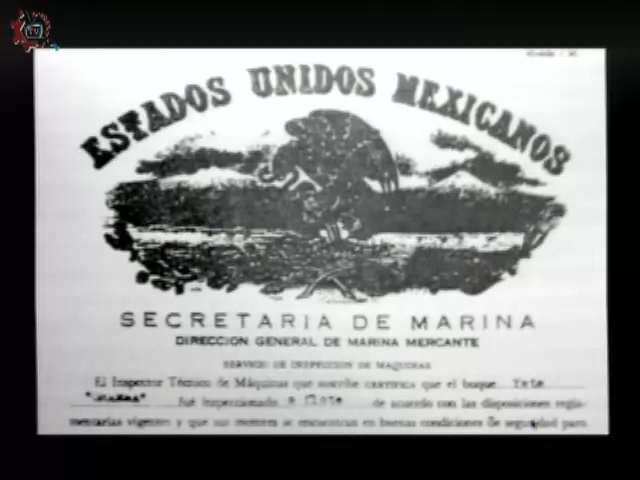 TV
ESTADOS UNIDOS MEXICANOS
SECRETARIA DE MARINA
DIRECCION GENERAL DE MARINA MERCANTE
SERVICIO DE INSPECCION DE MAQUINAS
El Inspector Técnico de Máquinas que suscribe CERTIFICA que el buque Yate
fué inspeccionado a flote de acuerdo con las disposiciones regla-
mentarias vigentes y que sus motores se encuentran en buenas condiciones de seguridad para